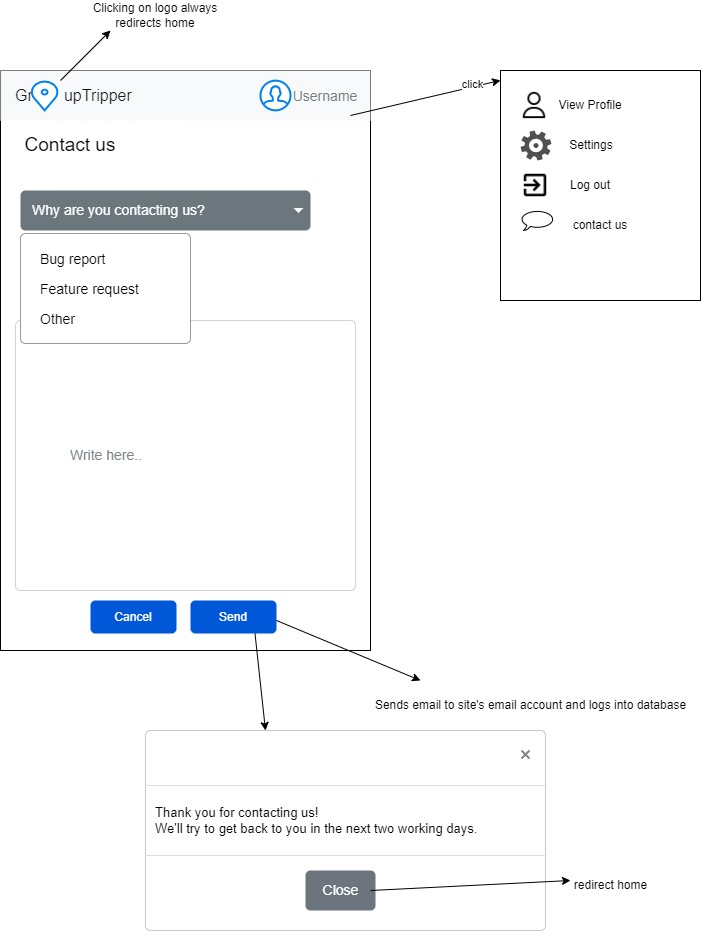 Clicking on logo always
redirects home
Gr upTripper
Username
click
View Profile
Settings
Log out
contact us
Contact us
Why are you contacting us?
Bug report
Feature request
Other
Write here..
Cancel
Send
Sends email to site's email account and logs into database
×
Thank you for contacting us!
We'll try to get back to you in the next two working days.
Close
redirect home